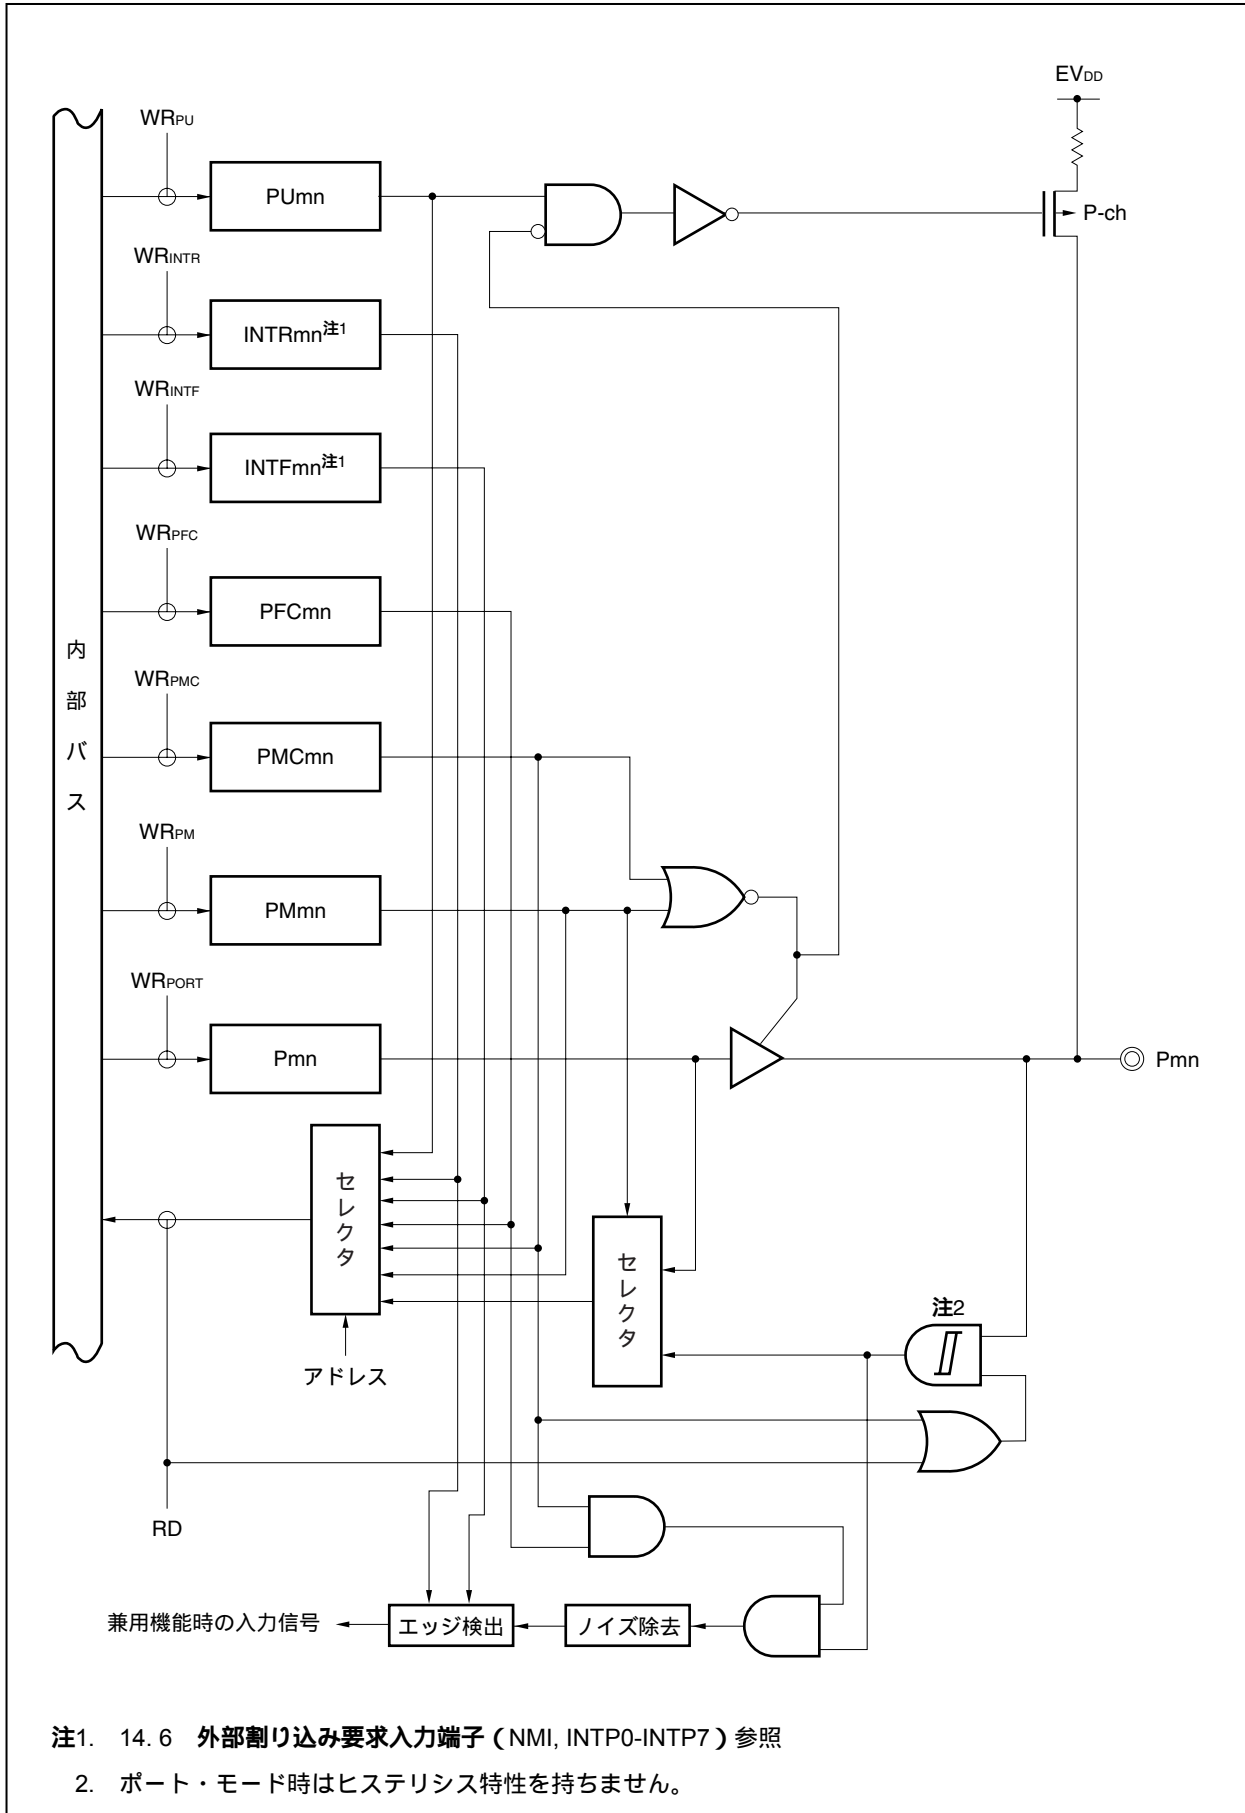 EVDD
WRPU
PUmn
P-ch
WRINTR
INTRmn注1
WRINTF
INTFmn注1
WRPFC
PFCmn
内部バス
WRPMC
PMCmn
WRPM
PMmn
WRPORT
Pmn
Pmn
セレクタ
セレクタ
注2
アドレス
RD
兼用機能時の入力信号
エッジ検出
ノイズ除去
注1. 14. 6 外部割り込み要求入力端子（NMI, INTP0-INTP7）参照
2. ポート・モード時はヒステリシス特性を持ちません。